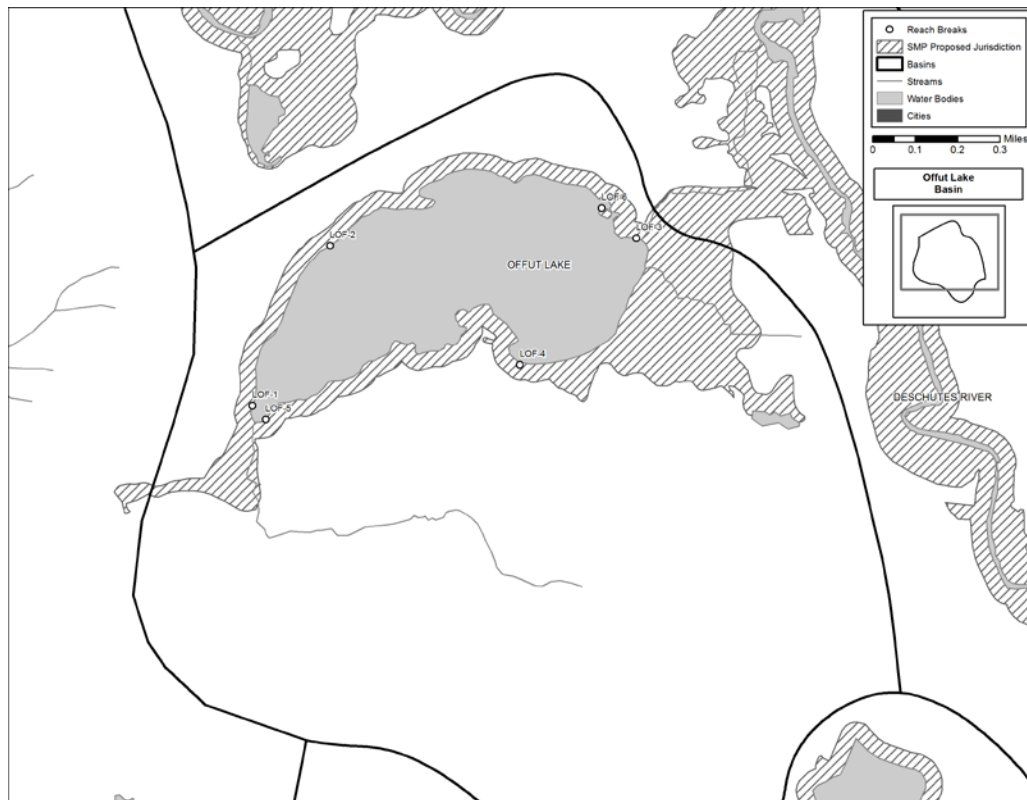 Reach Breaks
SMP Proposed Jurisdiction
Basins
Streams
Water Bodies
Cities
Miles
0 0.1 0.2 0.3
Offut Lake
Basin
LOF-6
LOF-3
LOF-2
OFFUT LAKE
LOF-4
DESCHUTES RIVER
LOF-1
LOF-5